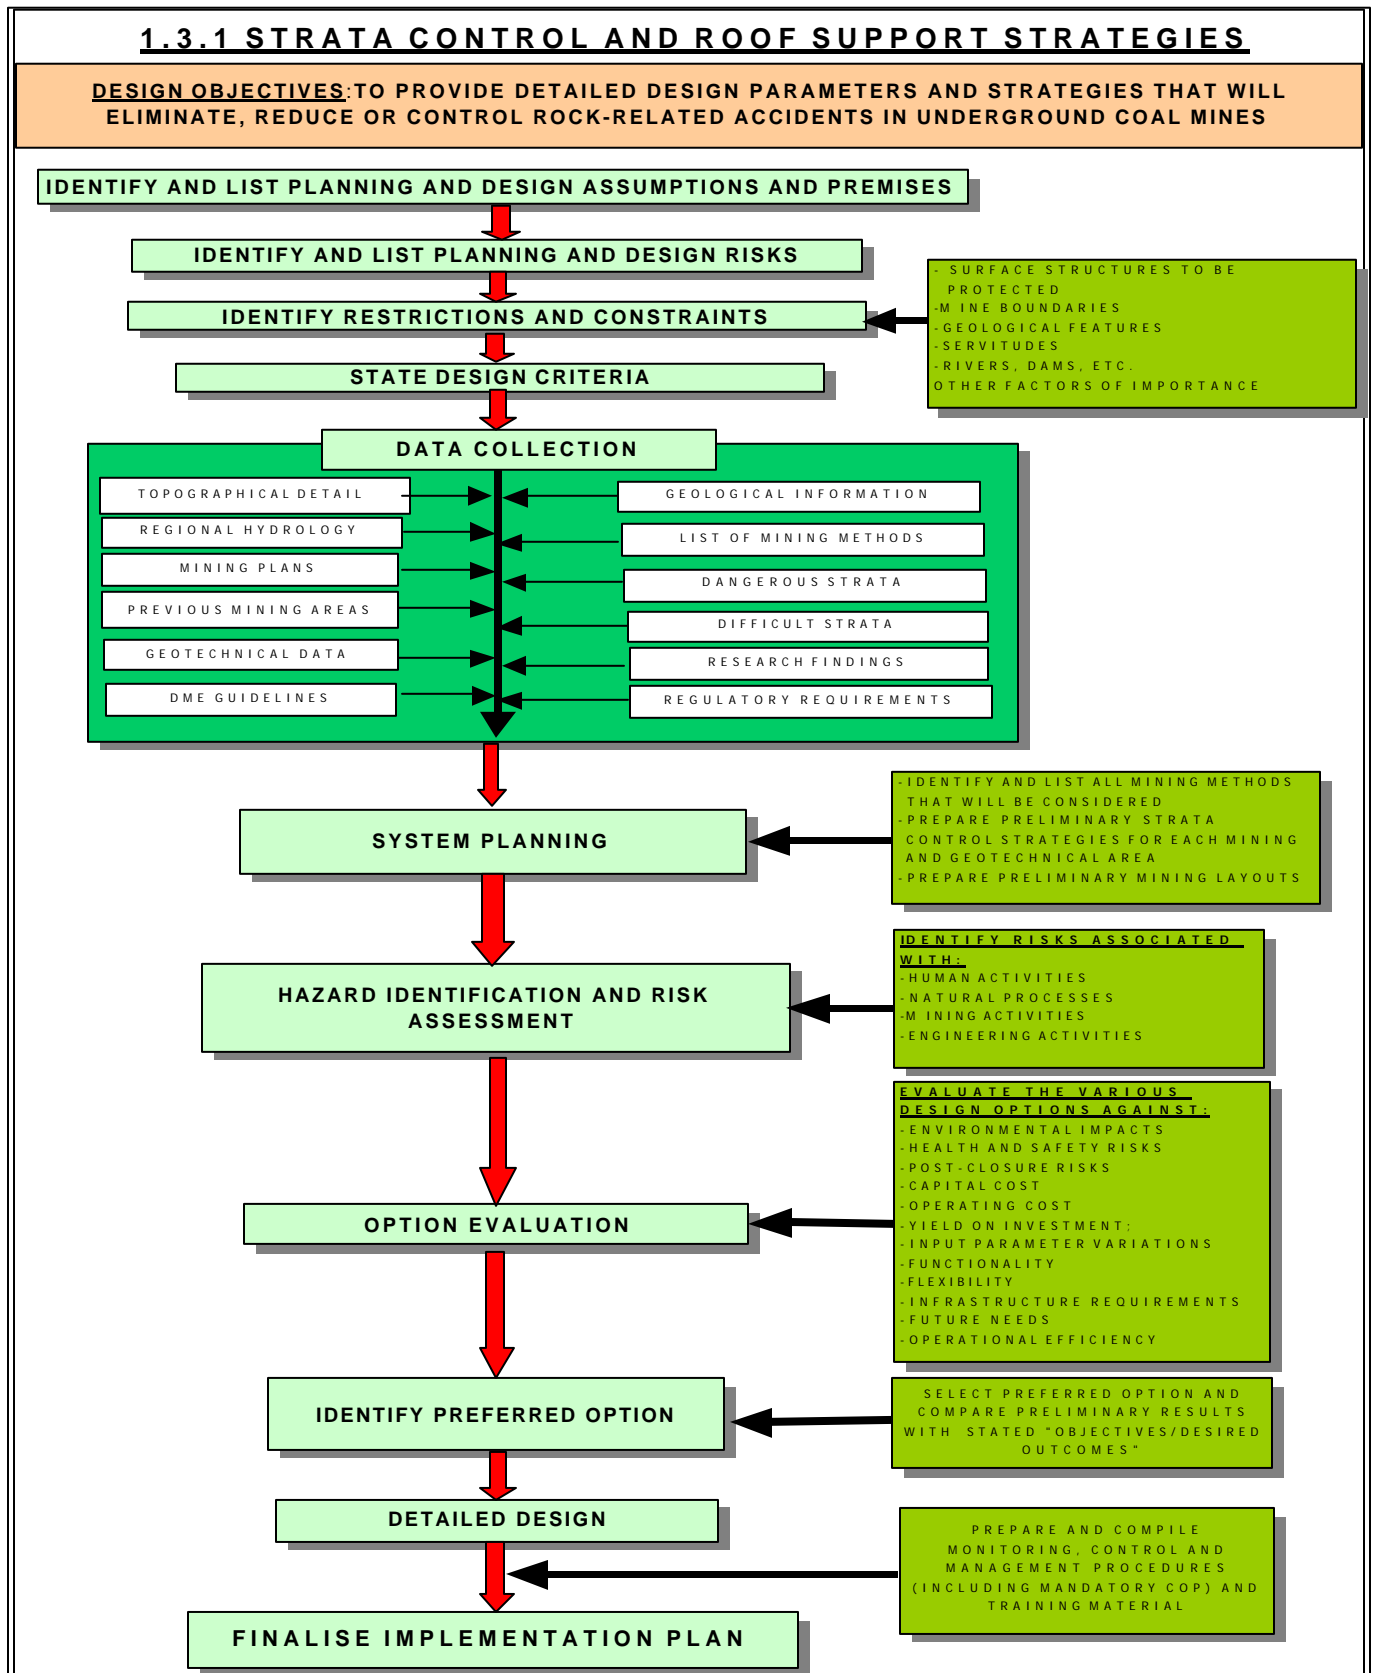 1.3.1 STRATA CONTROL AND ROOF SUPPORT STRATEGIES
DESIGN OBJECTIVES:TO PROVIDE DETAILED DESIGN PARAMETERS AND STRATEGIES THAT WILL
ELIMINATE, REDUCE OR CONTROL ROCK-RELATED ACCIDENTS IN UNDERGROUND COAL MINES
IDENTIFY AND LIST PLANNING AND DESIGN ASSUMPTIONS AND PREMISES
IDENTIFY AND LIST PLANNING AND DESIGN RISKS
IDENTIFY RESTRICTIONS AND CONSTRAINTS
- SURFACE STRUCTURES TO BE
PROTECTED
-MINE BOUNDARIES
-GEOLOGICAL FEATURES
-SERVITUDES
-RIVERS, DAMS, ETC.
OTHER FACTORS OF IMPORTANCE
STATE DESIGN CRITERIA
DATA COLLECTION
TOPOGRAPHICAL DETAIL
REGIONAL HYDROLOGY
MINING PLANS
PREVIOUS MINING AREAS
GEOTECHNICAL DATA
DME GUIDELINES
GEOLOGICAL INFORMATION
LIST OF MINING METHODS
DANGEROUS STRATA
DIFFICULT STRATA
RESEARCH FINDINGS
REGULATORY REQUIREMENTS
SYSTEM PLANNING
-IDENTIFY AND LIST ALL MINING METHODS
THAT WILL BE CONSIDERED
-PREPARE PRELIMINARY STRATA
CONTROL STRATEGIES FOR EACH MINING
AND GEOTECHNICAL AREA
-PREPARE PRELIMINARY MINING LAYOUTS
HAZARD IDENTIFICATION AND RISK
ASSESSMENT
IDENTIFY RISKS ASSOCIATED
WITH:
-HUMAN ACTIVITIES
-NATURAL PROCESSES
-MINING ACTIVITIES
-ENGINEERING ACTIVITIES
OPTION EVALUATION
EVALUATE THE VARIOUS
DESIGN OPTIONS AGAINST:
-ENVIRONMENTAL IMPACTS
-HEALTH AND SAFETY RISKS
-POST-CLOSURE RISKS
-CAPITAL COST
-OPERATING COST
-YIELD ON INVESTMENT;
-INPUT PARAMETER VARIATIONS
-FUNCTIONALITY
-FLEXIBILITY
-INFRASTRUCTURE REQUIREMENTS
-FUTURE NEEDS
-OPERATIONAL EFFICIENCY
IDENTIFY PREFERRED OPTION
SELECT PREFERRED OPTION AND
COMPARE PRELIMINARY RESULTS
WITH STATED "OBJECTIVES/DESIRED
OUTCOMES"
DETAILED DESIGN
PREPARE AND COMPILE
MONITORING, CONTROL AND
MANAGEMENT PROCEDURES
(INCLUDING MANDATORY COP) AND
TRAINING MATERIAL
FINALISE IMPLEMENTATION PLAN